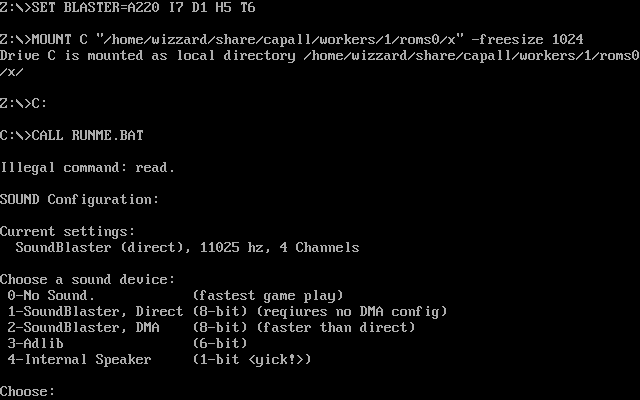 Z:\>SET BLASTER=A220 I7 D1 H5 T6
Z:\>MOUNT C "/home/wizzard/share/capall/workers/1/roms0/x" -freesize 1024
Drive C is mounted as local directory /home/wizzard/share/capall/workers/1/roms0
/x/
Z:\>C:
C:\>CALL RUNME.BAT
Illegal command: read.
SOUND Configuration:
Current settings:
SoundBlaster (direct), 11025 hz, 4 Channels
Choose a sound device:
0-No Sound. (fastest game play)
1-SoundBlaster, Direct (8-bit) (reqiures no DMA config)
2-SoundBlaster, DMA (8-bit) (faster than direct)
3-Adlib (6-bit)
4-Internal Speaker (1-bit <yick!>)
Choose: